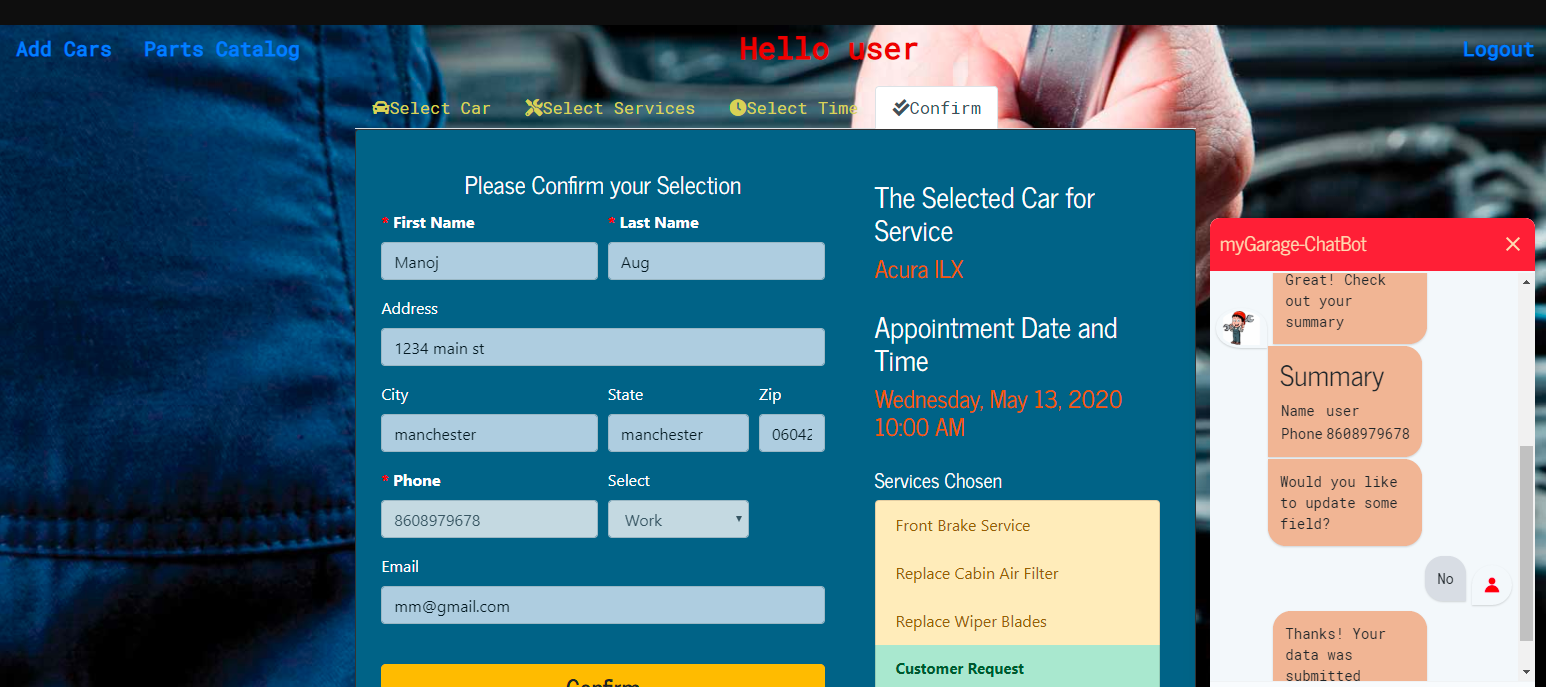 Add Cars Parts Catalog Hello user Logout
Select Car Select Services Select Time Confirm
Please Confirm your Selection
* First Name * Last Name
Manoj Aug
Address
1234 main st
City State Zip
manchester manchester 06042
* Phone Select
8608979678 Work
Email
mm@gmail.com
Confirm
The Selected Car for
Service
Acura ILX
Appointment Date and
Time
Wednesday, May 13, 2020
10:00 AM
Services Chosen
Front Brake Service
Replace Cabin Air Filter
Replace Wiper Blades
Customer Request
myGarage-ChatBot
Great! Check
out your
summary
Summary
Name user
Phone 8608979678
Would you like
to update some
field?
No
Thanks! Your
data was
submitted